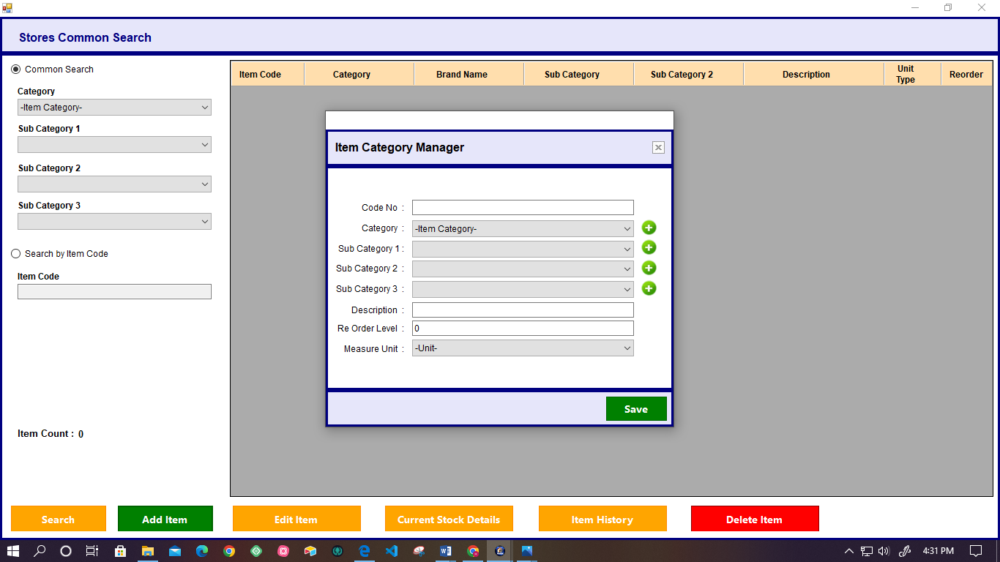 Stores Common Search
Common Search
Category
-Item Category-
Sub Category 1
Sub Category 2
Sub Category 3
Search by Item Code
Item Code
Item Count : 0
Item Code Category Brand Name Sub Category Sub Category 2 Description Unit Type Reorder
Item Category Manager
Code No :
Category : -Item Category-
Sub Category 1 :
Sub Category 2 :
Sub Category 3 :
Description :
Re Order Level : 0
Measure Unit : -Unit-
Save
Search Add Item Edit Item Current Stock Details Item History Delete Item
4:31 PM